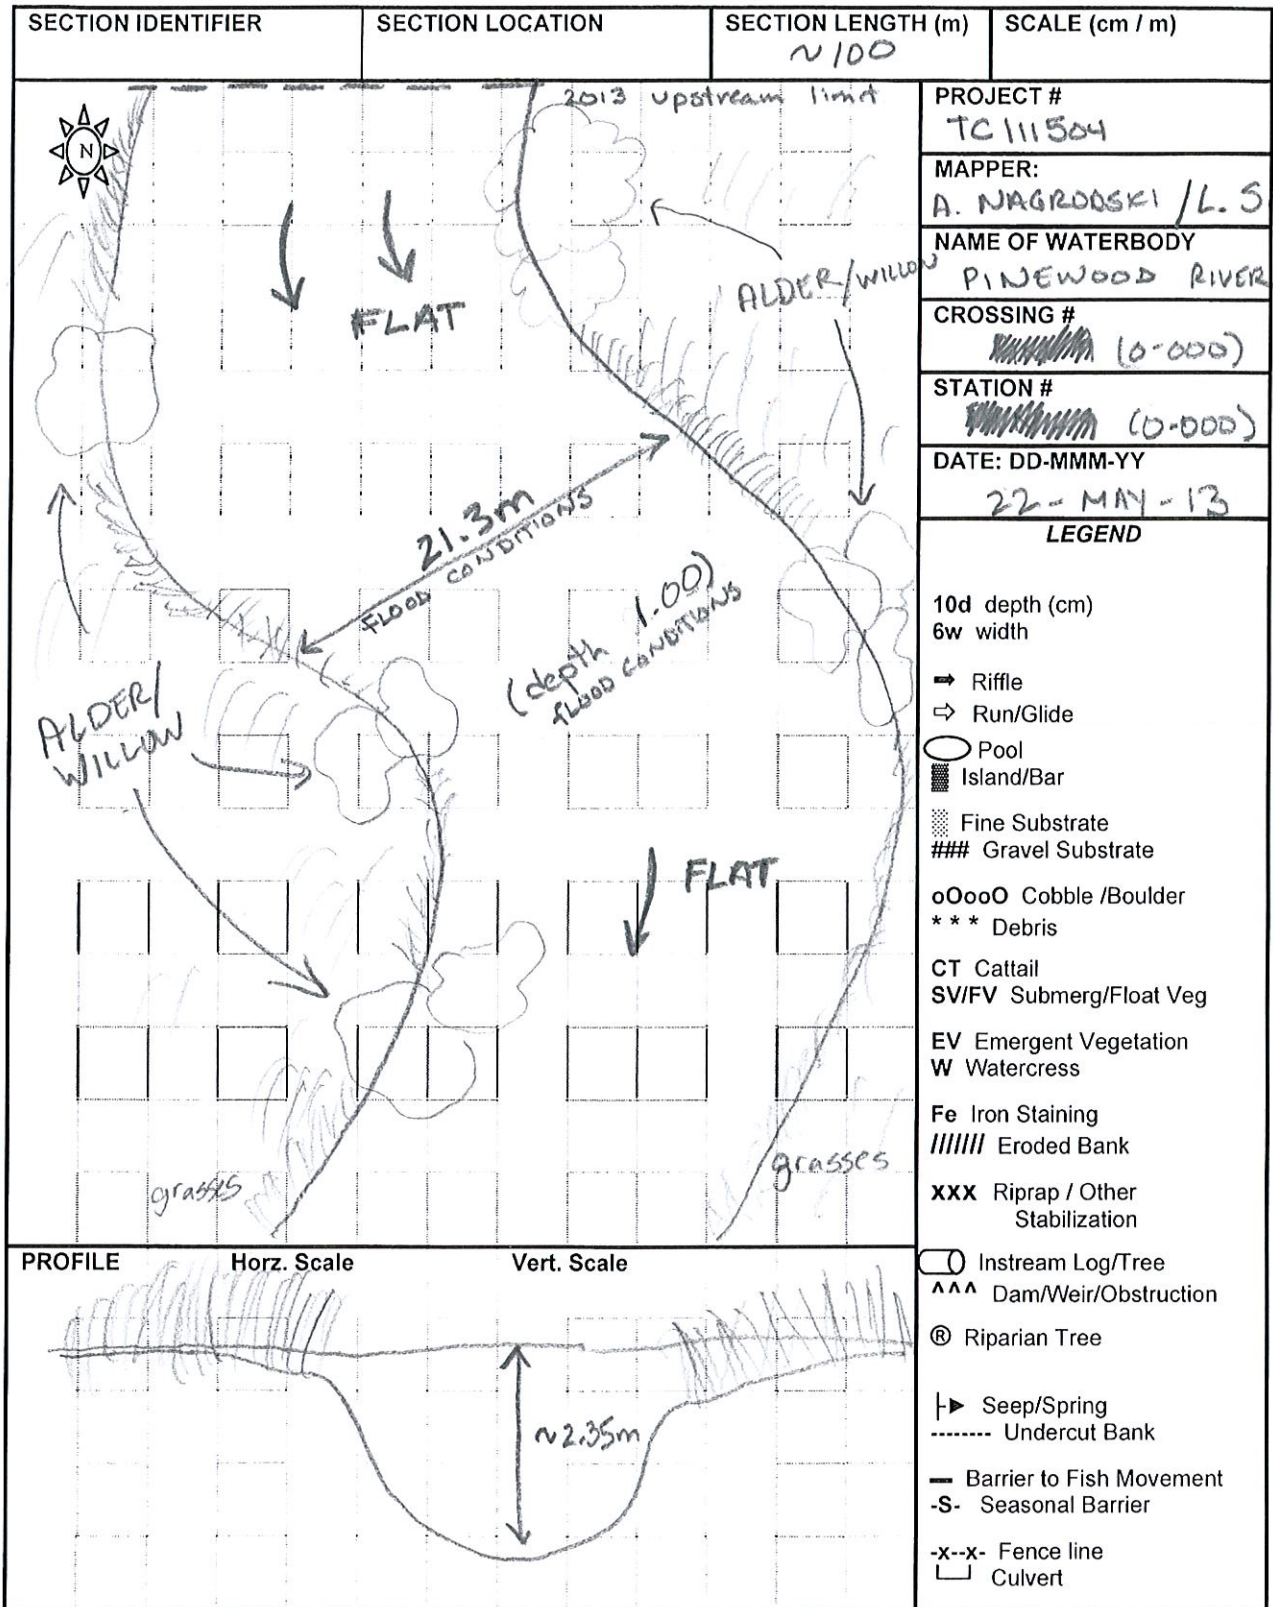 SECTION IDENTIFIER
SECTION LOCATION
SECTION LENGTH (m)
~100
SCALE (cm / m)
2013 upstream limit
N
FLAT
ALDER/WILLOW
21.3m
FLOOD CONDITIONS
(depth 1.00)
FLOOD CONDITIONS
ALDER/
WILLOW
FLAT
grasses
grasses
PROJECT #
TC111504
MAPPER:
A. NAGRODSKI / L. S
NAME OF WATERBODY
PINEWOOD RIVER
CROSSING #
(0-000)
STATION #
(0-000)
DATE: DD-MMM-YY
22-MAY-13
LEGEND
10d depth (cm)
6w width
Riffle
Run/Glide
Pool
Island/Bar
Fine Substrate
### Gravel Substrate
oOooO Cobble /Boulder
* * * Debris
CT Cattail
SV/FV Submerg/Float Veg
EV Emergent Vegetation
W Watercress
Fe Iron Staining
/////// Eroded Bank
XXX Riprap / Other
Stabilization
Instream Log/Tree
^^^ Dam/Weir/Obstruction
® Riparian Tree
Seep/Spring
-------- Undercut Bank
Barrier to Fish Movement
-S- Seasonal Barrier
-x--x- Fence line
Culvert
PROFILE
Horz. Scale
Vert. Scale
~2.35m